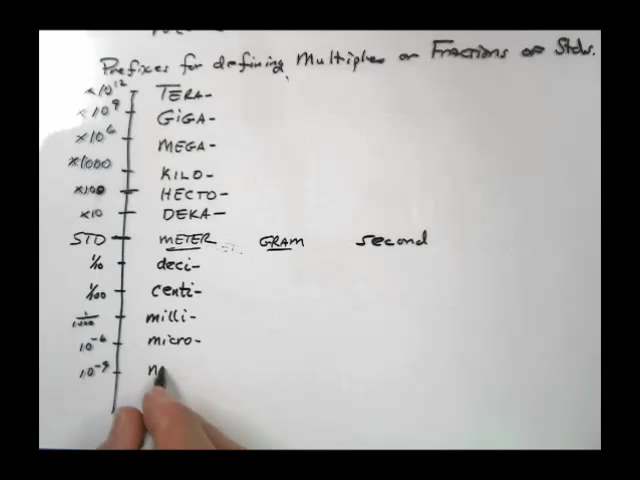 Prefixes for defining Multiples or Fractions of Stds.
×10¹² TERA-
×10⁹ GIGA-
×10⁶ MEGA-
×1000 KILO-
×100 HECTO-
×10 DEKA-
STD METER GRAM second
1/10 deci-
1/100 centi-
1/1000 milli-
10⁻⁶ micro-
10⁻⁹ n